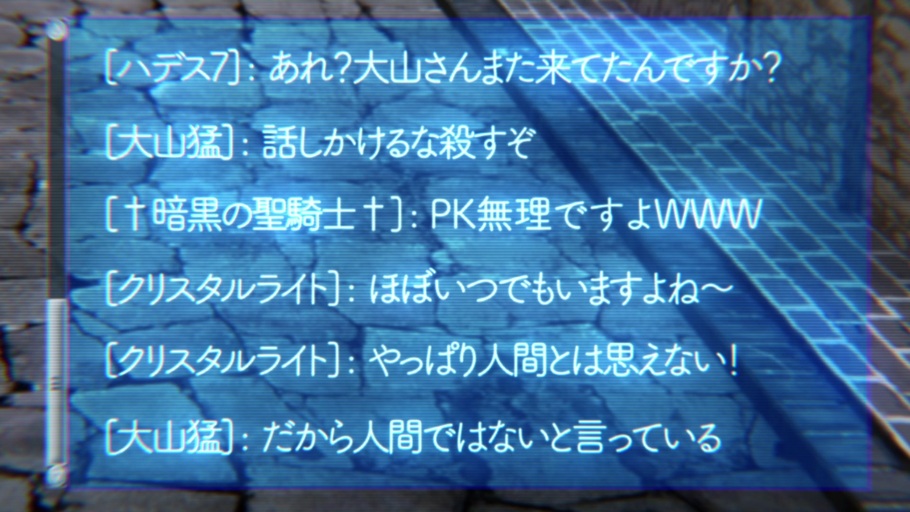 [ハデス7]: あれ?大山さんまた来てたんですか?
[大山猛]: 話しかけるな殺すぞ
[†暗黒の聖騎士†]: PK無理ですよWWW
[クリスタルライト]: ほぼいつでもいますよね～
[クリスタルライト]: やっぱり人間とは思えない!
[大山猛]: だから人間ではないと言っている